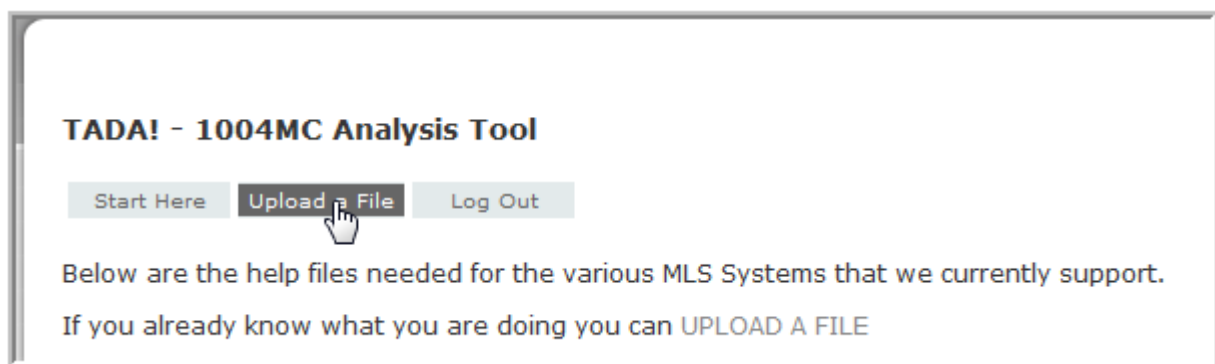 TADA! - 1004MC Analysis Tool
Start Here Upload a File Log Out
Below are the help files needed for the various MLS Systems that we currently support.
If you already know what you are doing you can UPLOAD A FILE